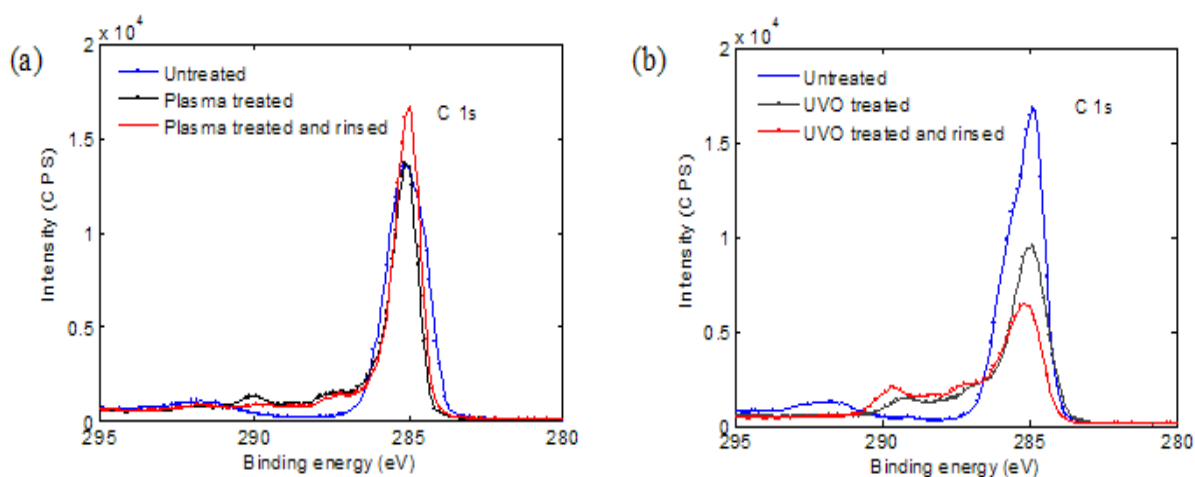 (a)
x 10^4
2
1.5
1
0.5
0
Intensity (C PS)
Untreated
Plasma treated
Plasma treated and rinsed
C 1s
295 290 285 280
Binding energy (eV)
(b)
x 10^4
2
1.5
1
0.5
0
Intensity (C PS)
Untreated
UVO treated
UVO treated and rinsed
C 1s
295 290 285 280
Binding energy (eV)